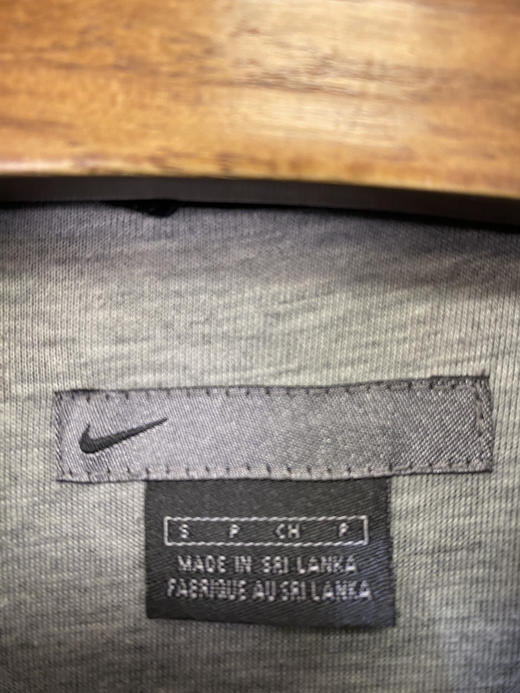 S P CH P
MADE IN SRI LANKA
FABRIQUE AU SRI LANKA